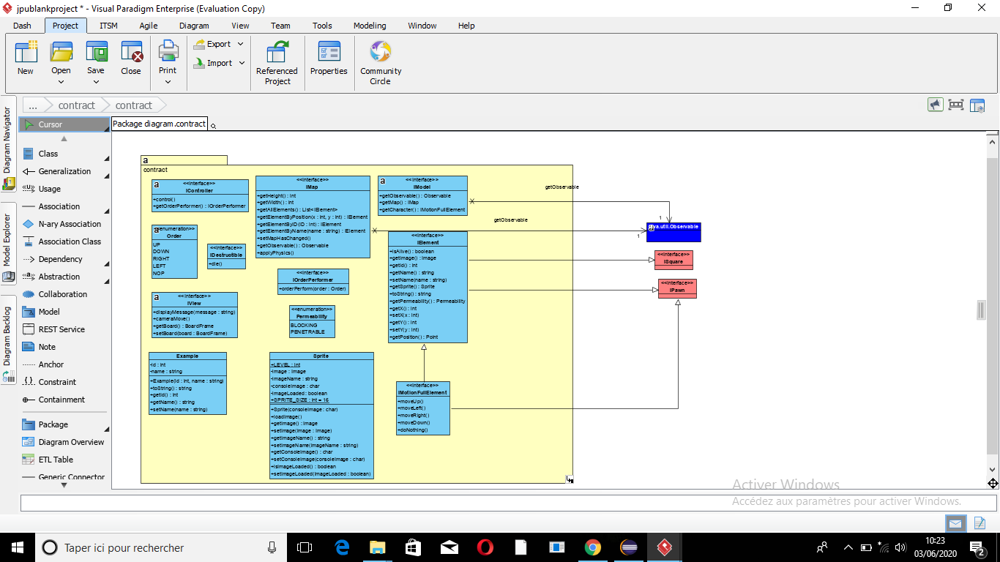 jpublankproject * - Visual Paradigm Enterprise (Evaluation Copy)
Dash Project ITSM Agile Diagram View Team Tools Modeling Window Help
New
Open
Save
Close
Print
Export
Import
Referenced
Project
Properties
Community
Circle
... contract contract
Diagram Navigator
Model Explorer
Diagram Backlog
Cursor
Class
Generalization
Usage
Association
N-ary Association
Association Class
Dependency
Abstraction
Collaboration
Model
REST Service
Note
Anchor
Constraint
Containment
Package
Diagram Overview
ETL Table
Generic Connector
Package diagram.contract
a
contract
a
<<interface>>
IController
+control()
+getOrderPerformer() : IOrderPerformer
<<interface>>
IMap
+getHeight() : int
+getWidth() : int
+getAllElements() : List<IElement>
+getElementByPosition(x : int, y : int) : IElement
+getElementByID(ID : int) : IElement
+getElementByName(name : string) : IElement
+setMapHasChanged()
+getObservable() : Observable
+applyPhysics()
a
<<interface>>
IModel
+getObservable() : Observable
+getMap() : IMap
+getCharacter() : IMotionFullElement
getObservable
getObservable
1
1
java.util.Observable
<<interface>>
ISquare
<<interface>>
IPawn
a
<<enumeration>>
Order
UP
DOWN
RIGHT
LEFT
NOP
<<interface>>
IDestructible
+die()
<<interface>>
IElement
+isAlive() : boolean
+getImage() : Image
+getId() : int
+getName() : string
+setName(name : string)
+getSprite() : Sprite
+toString() : string
+getPermeability() : Permeability
+getX() : int
+setX(x : int)
+getY() : int
+setY(y : int)
+getPosition() : Point
<<interface>>
IOrderPerformer
+orderPerform(order : Order)
a
<<interface>>
IView
+displayMessage(message : string)
+cameraMove()
+getBoard() : BoardFrame
+setBoard(board : BoardFrame)
<<enumeration>>
Permeability
BLOCKING
PENETRABLE
Example
-id : int
-name : string
+Example(id : int, name : string)
+toString() : string
+getId() : int
+getName() : string
+setName(name : string)
Sprite
+LEVEL : int
-image : Image
-imageName : string
-consoleImage : char
-imageLoaded : boolean
+SPRITE_SIZE : int = 16
+Sprite(consoleImage : char)
+loadImage()
+getImage() : Image
+setImage(image : Image)
+getImageName() : string
+setImageName(imageName : string)
+getConsoleImage() : char
+setConsoleImage(consoleImage : char)
+isImageLoaded() : boolean
+setImageLoaded(imageLoaded : boolean)
<<interface>>
IMotionFullElement
+moveUp()
+moveLeft()
+moveRight()
+moveDown()
+doNothing()
Activer Windows
Accédez aux paramètres pour activer Windows.
Taper ici pour rechercher
10:23
03/06/2020
2